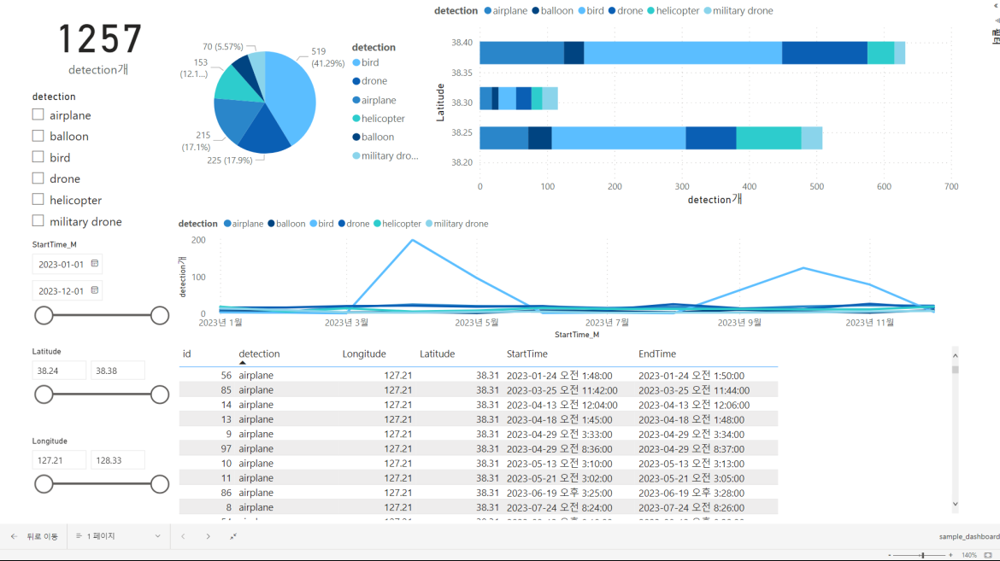 1257
detection개
detection
airplane
balloon
bird
drone
helicopter
military drone
StartTime_M
2023-01-01
2023-12-01
Latitude
38.24 38.38
Longitude
127.21 128.33
70 (5.57%)
153
(12.1...)
215
(17.1%)
225 (17.9%)
519
(41.29%)
detection
bird
drone
airplane
helicopter
balloon
military dro...
detection airplane balloon bird drone helicopter military drone
Latitude
38.40
38.35
38.30
38.25
38.20
0 100 200 300 400 500 600 700
detection개
필터
detection airplane balloon bird drone helicopter military drone
detection개
200
100
0
2023년 1월 2023년 3월 2023년 5월 2023년 7월 2023년 9월 2023년 11월
StartTime_M
id detection Longitude Latitude StartTime EndTime
56 airplane 127.21 38.31 2023-01-24 오전 1:48:00 2023-01-24 오전 1:50:00
85 airplane 127.21 38.31 2023-03-25 오전 11:42:00 2023-03-25 오전 11:44:00
14 airplane 127.21 38.31 2023-04-13 오전 12:04:00 2023-04-13 오전 12:06:00
13 airplane 127.21 38.31 2023-04-18 오전 1:45:00 2023-04-18 오전 1:48:00
9 airplane 127.21 38.31 2023-04-29 오전 3:33:00 2023-04-29 오전 3:34:00
97 airplane 127.21 38.31 2023-04-29 오전 8:36:00 2023-04-29 오전 8:37:00
10 airplane 127.21 38.31 2023-05-13 오전 3:10:00 2023-05-13 오전 3:13:00
11 airplane 127.21 38.31 2023-05-21 오전 3:02:00 2023-05-21 오전 3:05:00
86 airplane 127.21 38.31 2023-06-19 오후 3:25:00 2023-06-19 오후 3:28:00
8 airplane 127.21 38.31 2023-07-24 오전 8:24:00 2023-07-24 오전 8:26:00
뒤로 이동 1 페이지
sample_dashboard
- + 140%